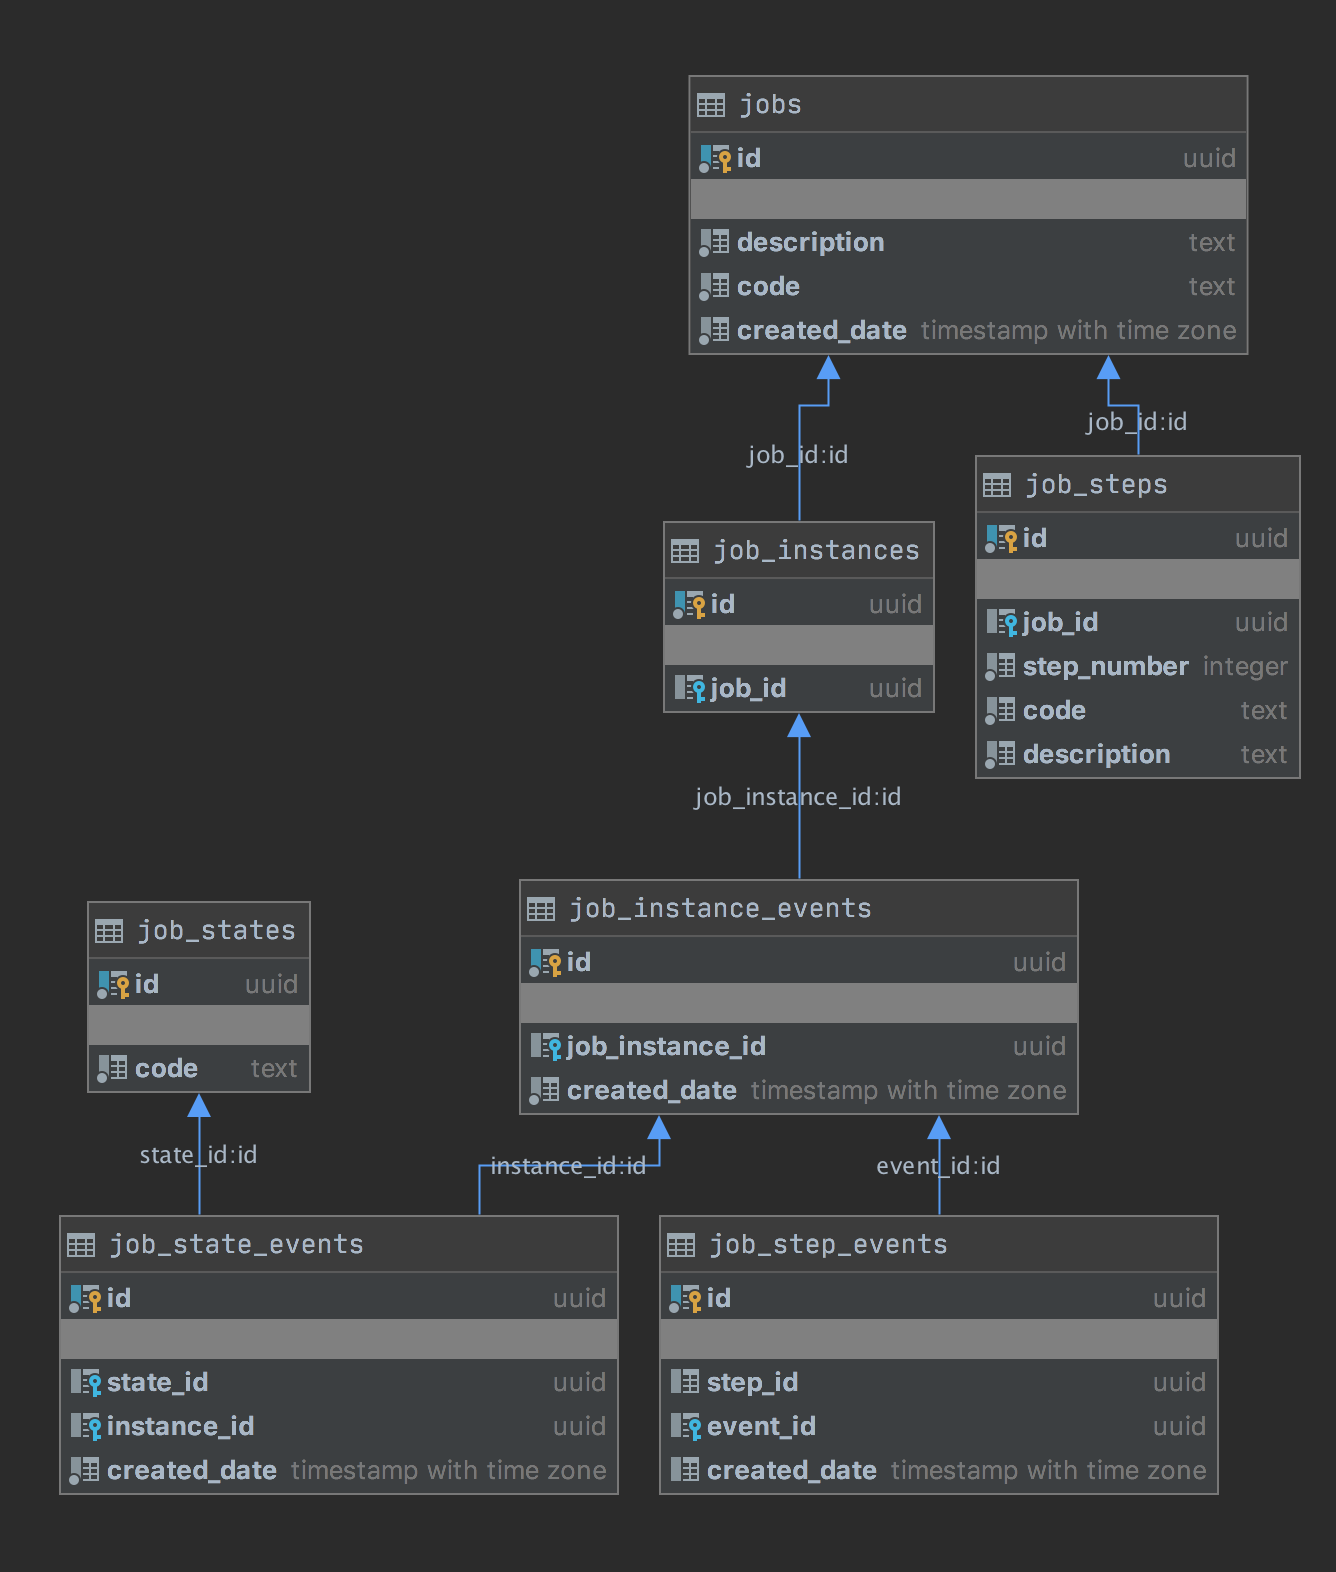 jobs
id uuid
description text
code text
created_date timestamp with time zone
job_id:id
job_id:id
job_steps
id uuid
job_id uuid
step_number integer
code text
description text
job_instances
id uuid
job_id uuid
job_instance_id:id
job_states
id uuid
code text
job_instance_events
id uuid
job_instance_id uuid
created_date timestamp with time zone
state_id:id
instance_id:id
event_id:id
job_state_events
id uuid
state_id uuid
instance_id uuid
created_date timestamp with time zone
job_step_events
id uuid
step_id uuid
event_id uuid
created_date timestamp with time zone